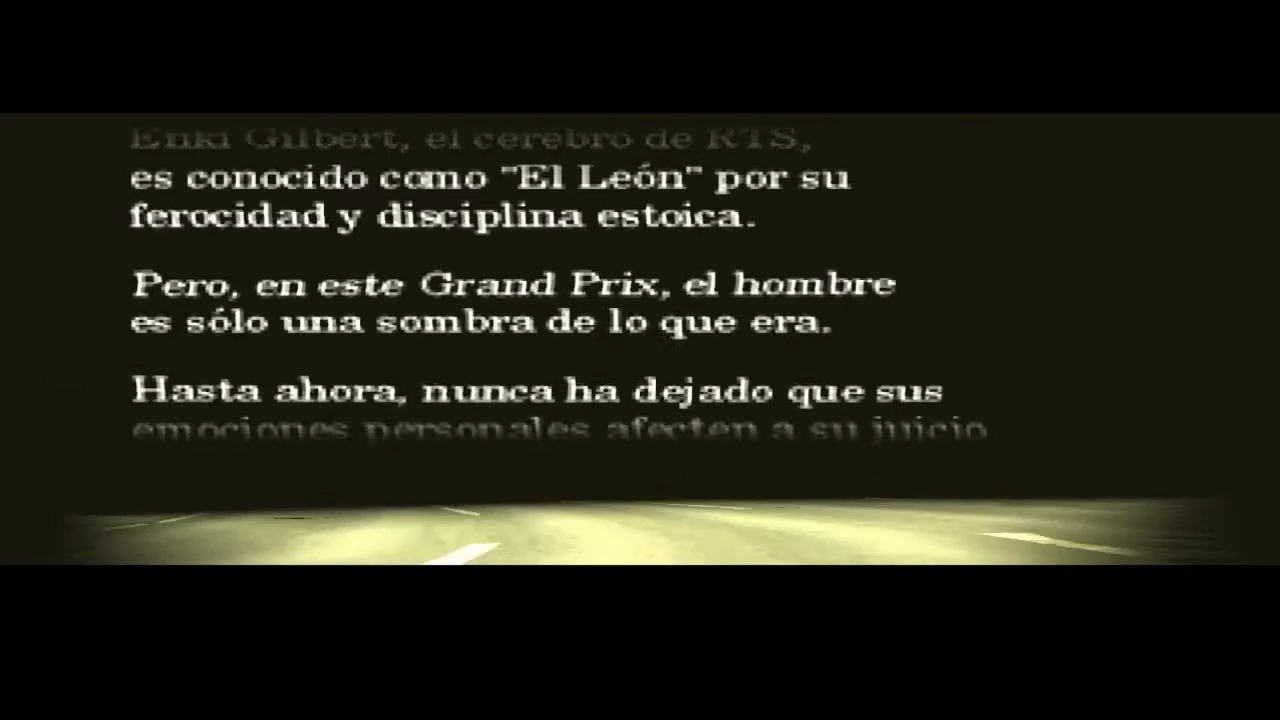 Enki Gilbert, el cerebro de RTS,
es conocido como "El León" por su
ferocidad y disciplina estoica.
Pero, en este Grand Prix, el hombre
es sólo una sombra de lo que era.
Hasta ahora, nunca ha dejado que sus
emociones personales afecten a su juicio